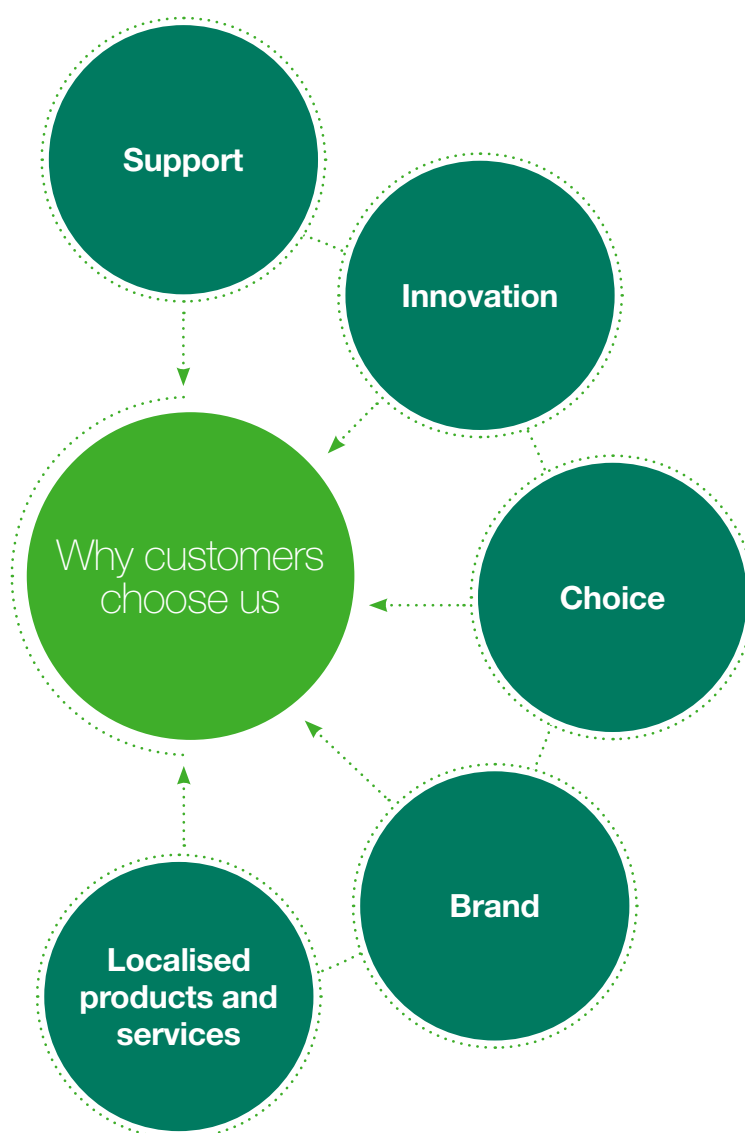 Support
Innovation
Why customers
choose us
Choice
Brand
Localised
products and
services